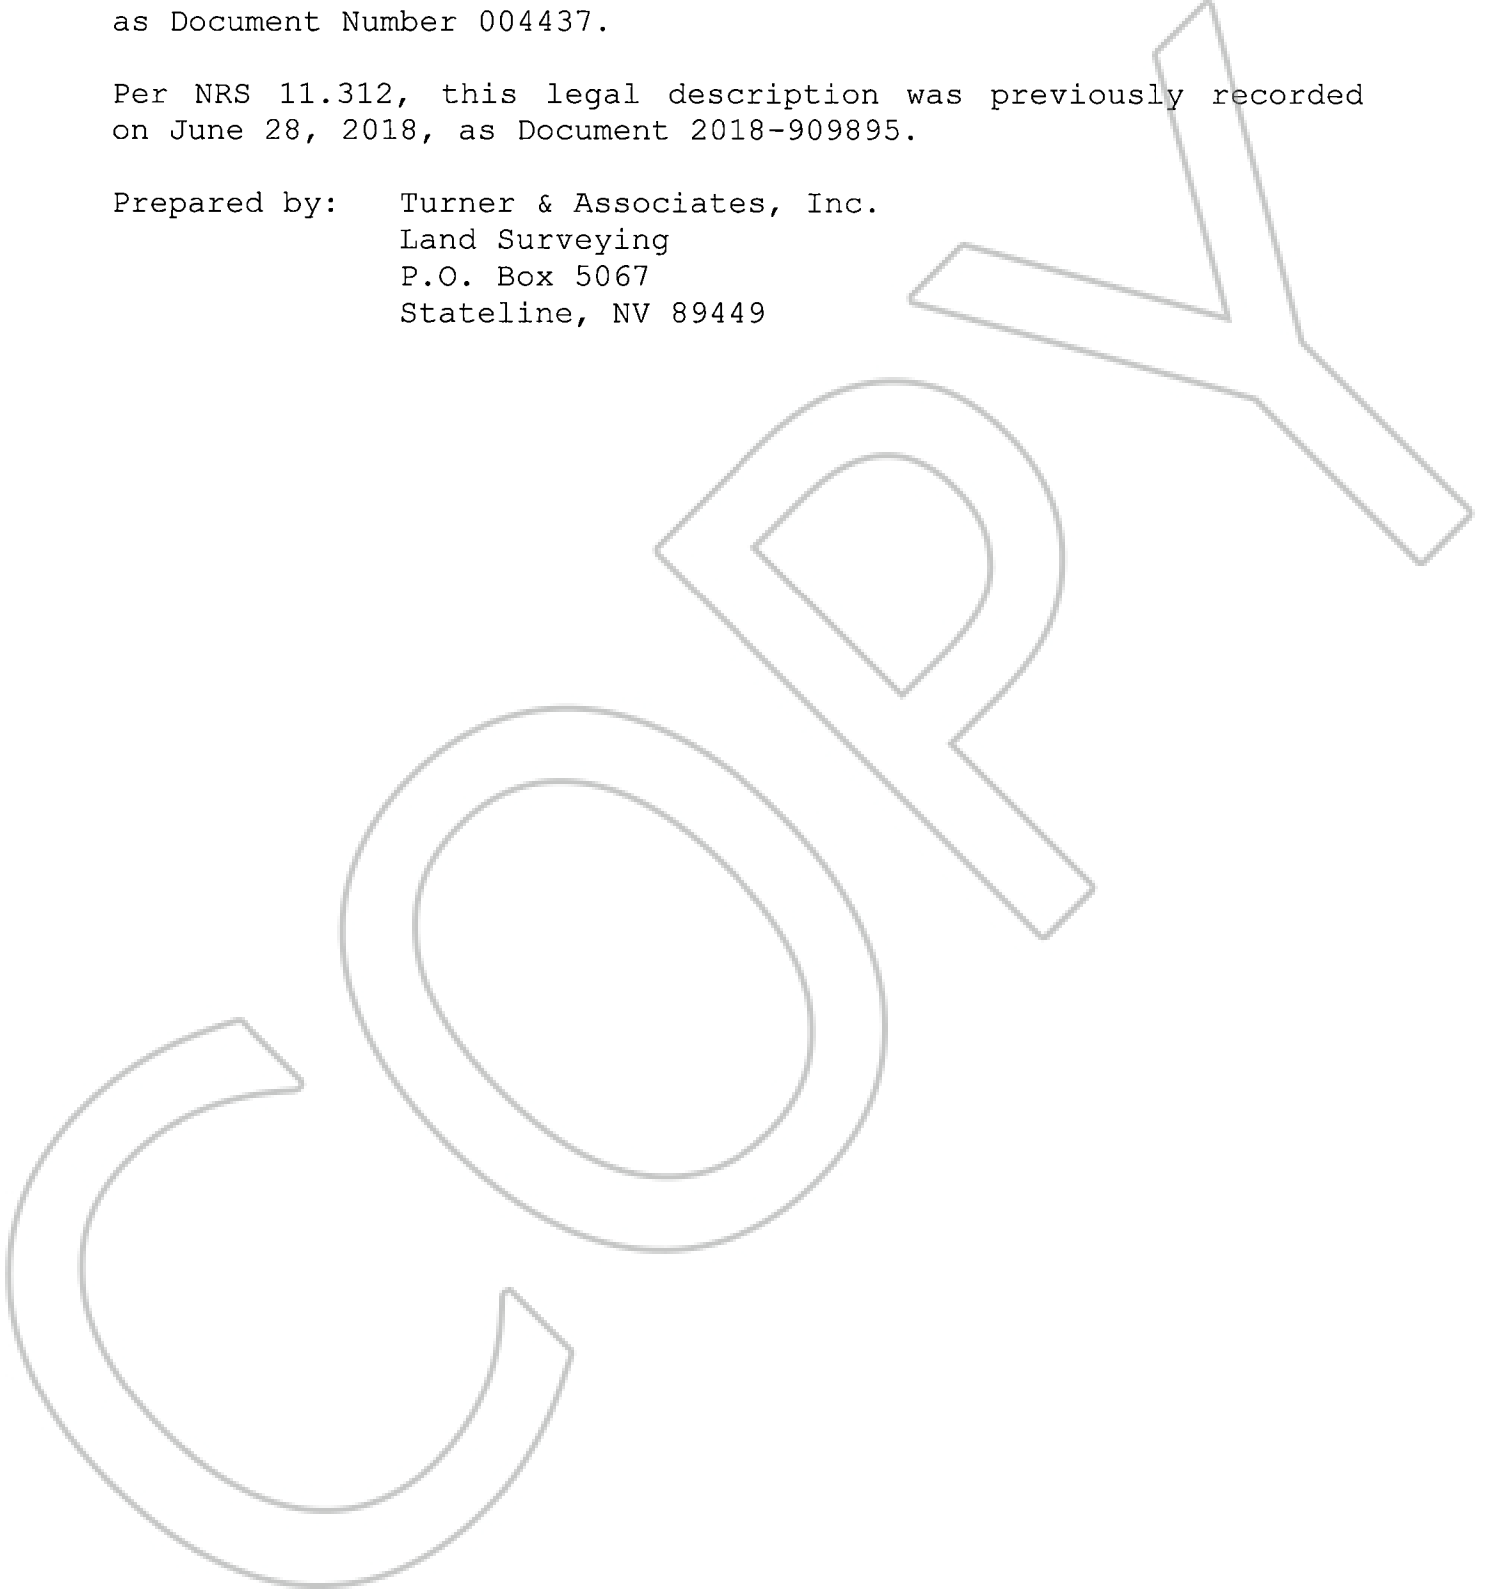 as Document Number 004437.
Per NRS 11.312, this legal description was previously recorded
on June 28, 2018, as Document 2018-909895.
Prepared by: Turner & Associates, Inc.
Land Surveying
P.O. Box 5067
Stateline, NV 89449
COPY